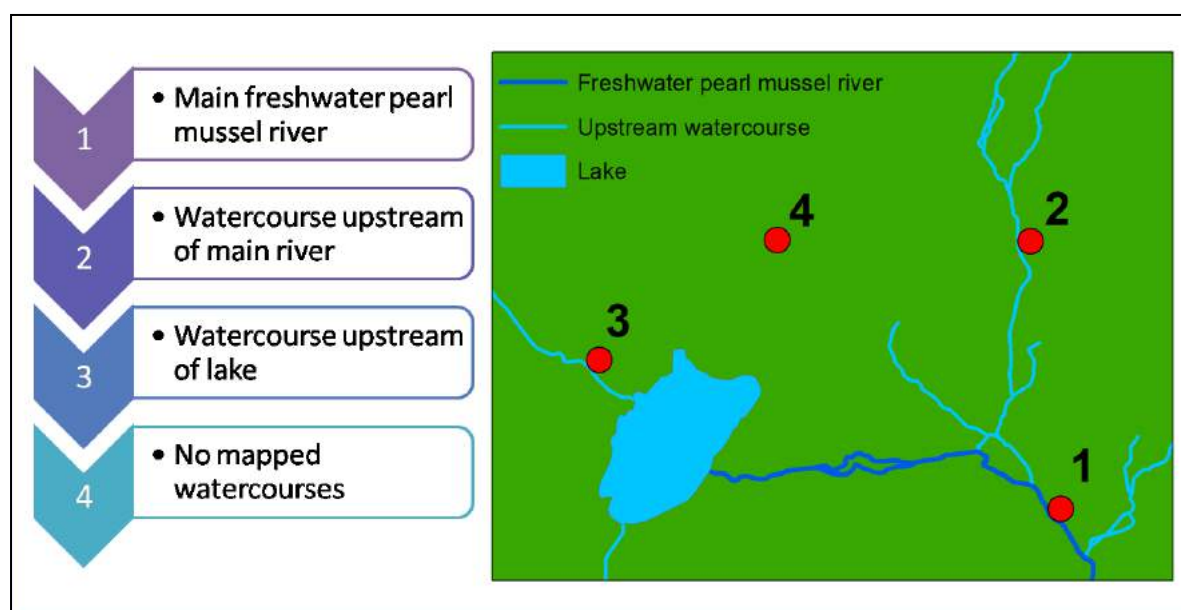 1
• Main freshwater pearl
mussel river
2
• Watercourse upstream
of main river
3
• Watercourse upstream
of lake
4
• No mapped
watercourses
Freshwater pearl mussel river
Upstream watercourse
Lake
4
2
3
1